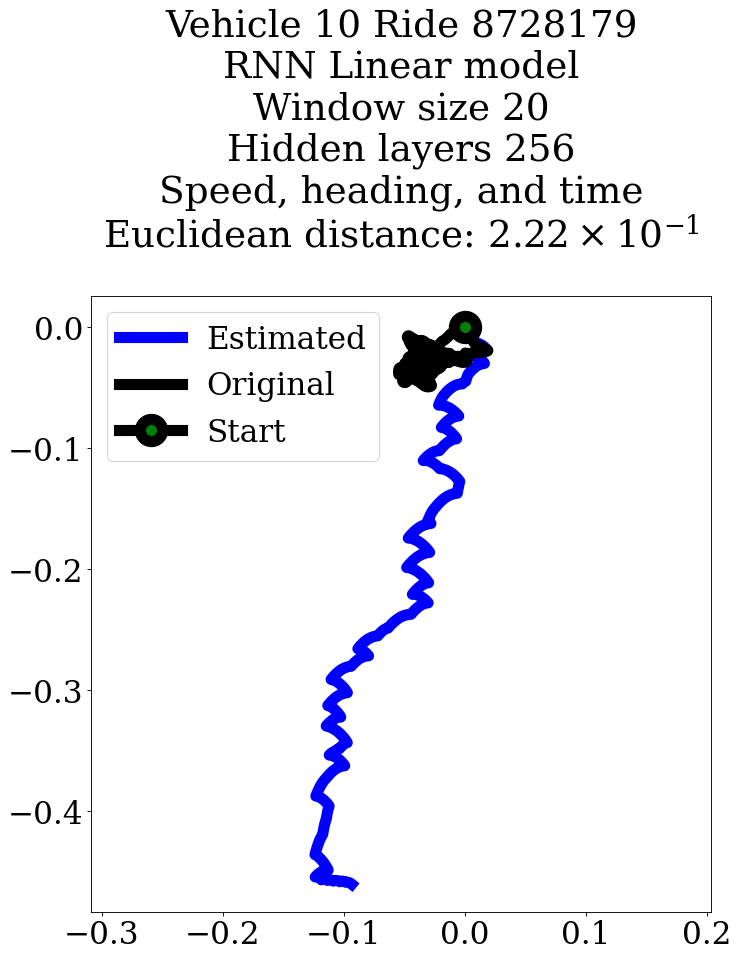 Vehicle 10 Ride 8728179
RNN Linear model
Window size 20
Hidden layers 256
Speed, heading, and time
Euclidean distance: 2.22 × 10⁻¹
Estimated
Original
Start
0.0
−0.1
−0.2
−0.3
−0.4
−0.3 −0.2 −0.1 0.0 0.1 0.2